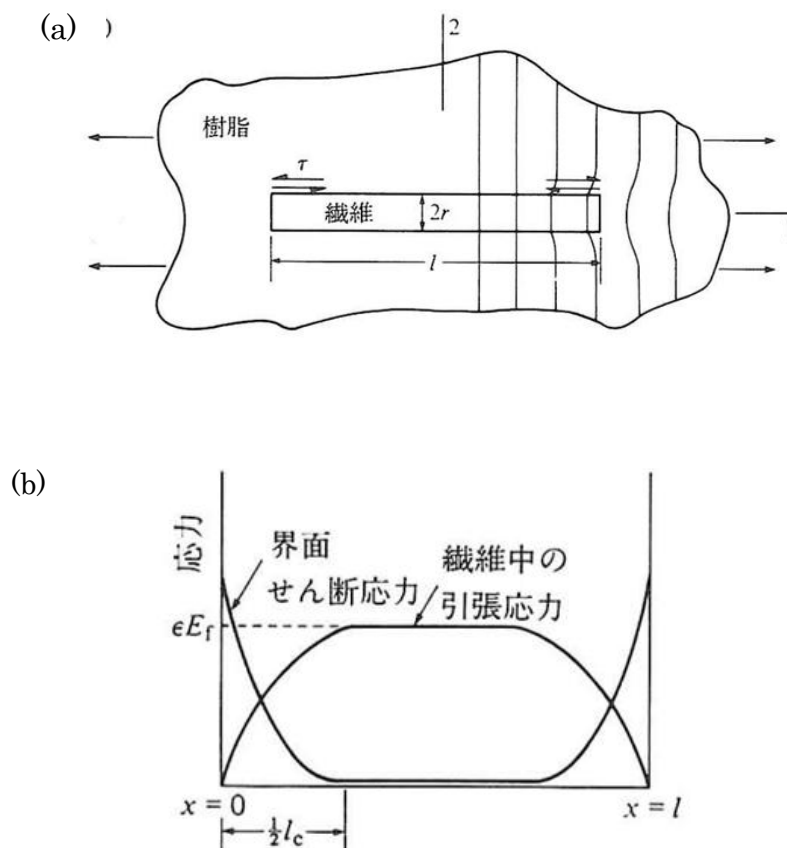 (a) )
2
樹脂
τ
繊維
2r
l
(b)
応力
界面
せん断応力
繊維中の
引張応力
ϵE_f
x = 0
x = l
½l_c